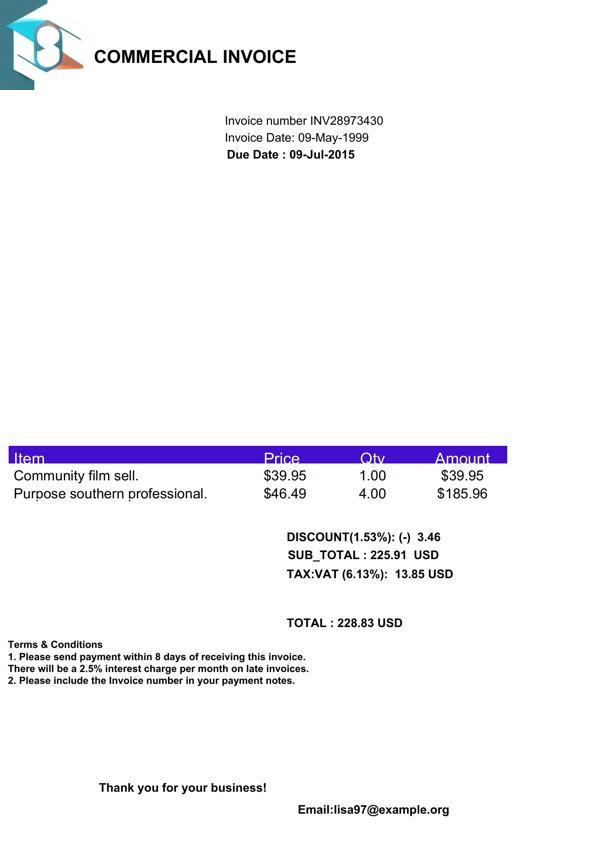 COMMERCIAL INVOICE
Invoice number INV28973430
Invoice Date: 09-May-1999
Due Date : 09-Jul-2015
Item Price Qty Amount
Community film sell. $39.95 1.00 $39.95
Purpose southern professional. $46.49 4.00 $185.96
DISCOUNT(1.53%): (-) 3.46
SUB_TOTAL : 225.91 USD
TAX:VAT (6.13%): 13.85 USD
TOTAL : 228.83 USD
Terms & Conditions
1. Please send payment within 8 days of receiving this invoice.
There will be a 2.5% interest charge per month on late invoices.
2. Please include the Invoice number in your payment notes.
Thank you for your business!
Email:lisa97@example.org